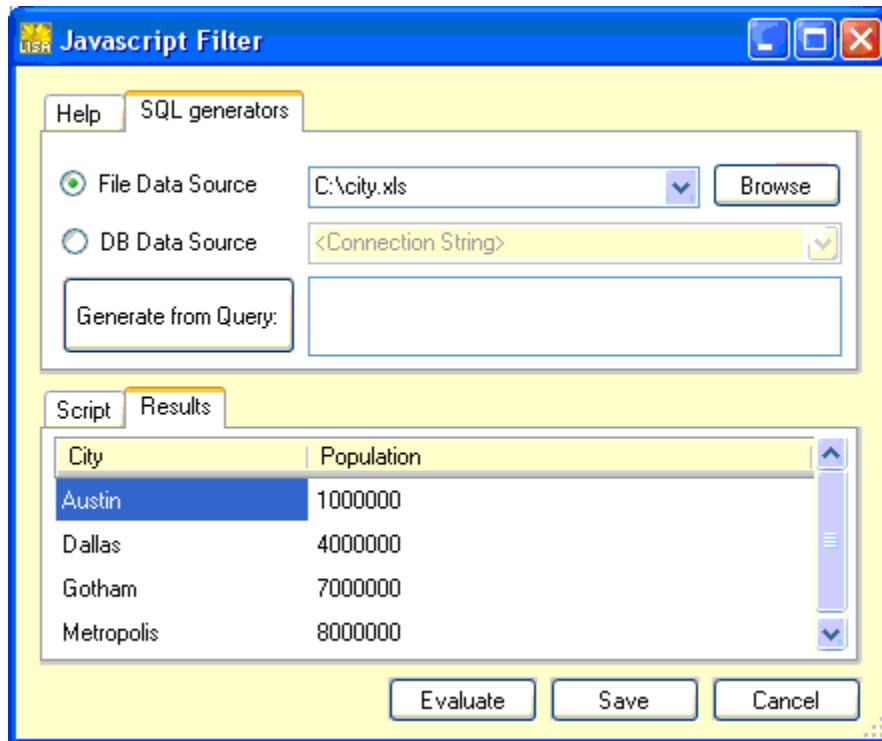 LISA Javascript Filter
Help SQL generators
File Data Source C:\city.xls Browse
DB Data Source <Connection String>
Generate from Query:
Script Results
City Population
Austin 1000000
Dallas 4000000
Gotham 7000000
Metropolis 8000000
Evaluate Save Cancel